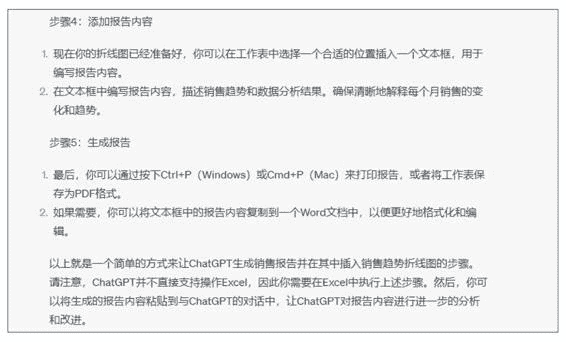 步骤4：添加报告内容
1. 现在你的折线图已经准备好，你可以在工作表中选择一个合适的位置插入一个文本框，用于
编写报告内容。
2. 在文本框中编写报告内容，描述销售趋势和数据分析结果。确保清晰地解释每个月销售的变
化和趋势。
步骤5：生成报告
1. 最后，你可以通过按下Ctrl+P（Windows）或Cmd+P（Mac）来打印报告，或者将工作表保
存为PDF格式。
2. 如果需要，你可以将文本框中的报告内容复制到一个Word文档中，以便更好地格式化和编
辑。
以上就是一个简单的方式来让ChatGPT生成销售报告并在其中插入销售趋势折线图的步骤。
请注意，ChatGPT并不直接支持操作Excel，因此你需要在Excel中执行上述步骤。然后，你可
以将生成的报告内容粘贴到与ChatGPT的对话中，让ChatGPT对报告内容进行进一步的分析
和改进。